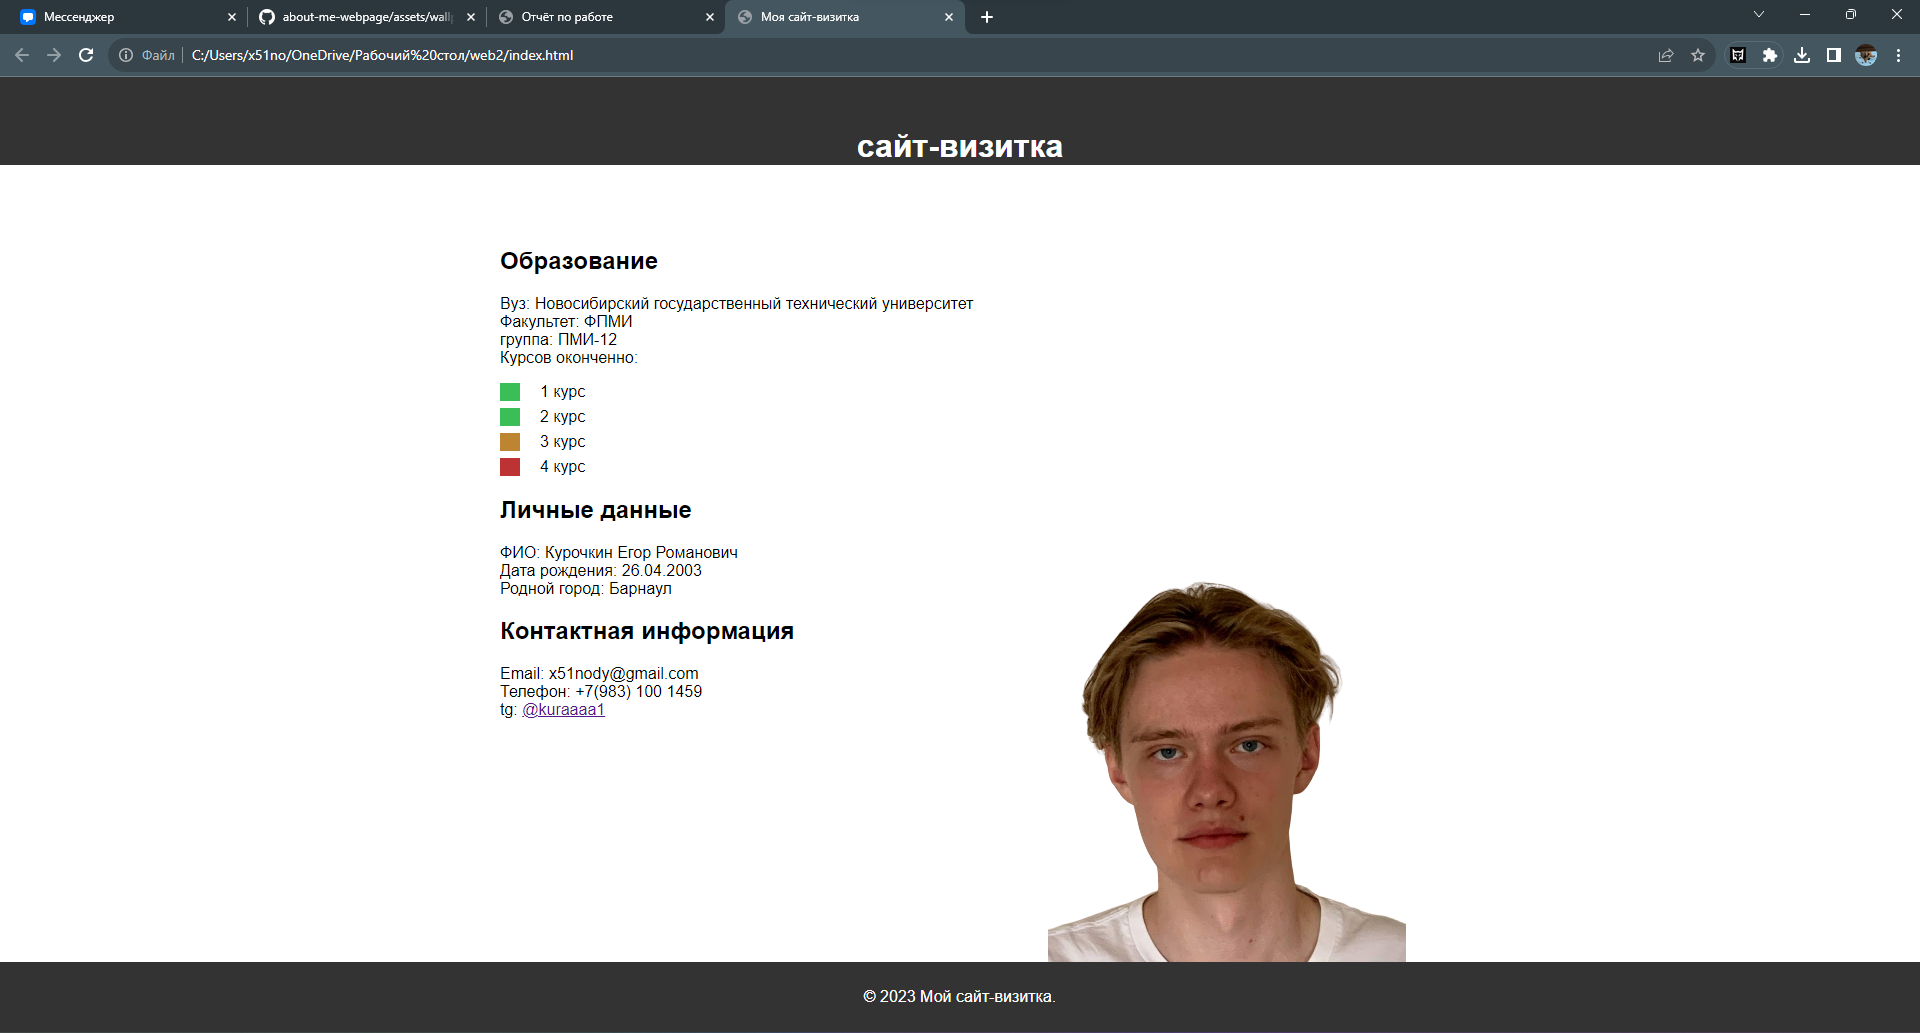 Мессенджер
about-me-webpage/assets/wallp
Отчёт по работе
Моя сайт-визитка
Файл
C:/Users/x51no/OneDrive/Рабочий%20стол/web2/index.html
сайт-визитка
Образование
Вуз: Новосибирский государственный технический университет
Факультет: ФПМИ
группа: ПМИ-12
Курсов оконченно:
1 курс
2 курс
3 курс
4 курс
Личные данные
ФИО: Курочкин Егор Романович
Дата рождения: 26.04.2003
Родной город: Барнаул
Контактная информация
Email: x51nody@gmail.com
Телефон: +7(983) 100 1459
tg: @kuraaaa1
© 2023 Мой сайт-визитка.